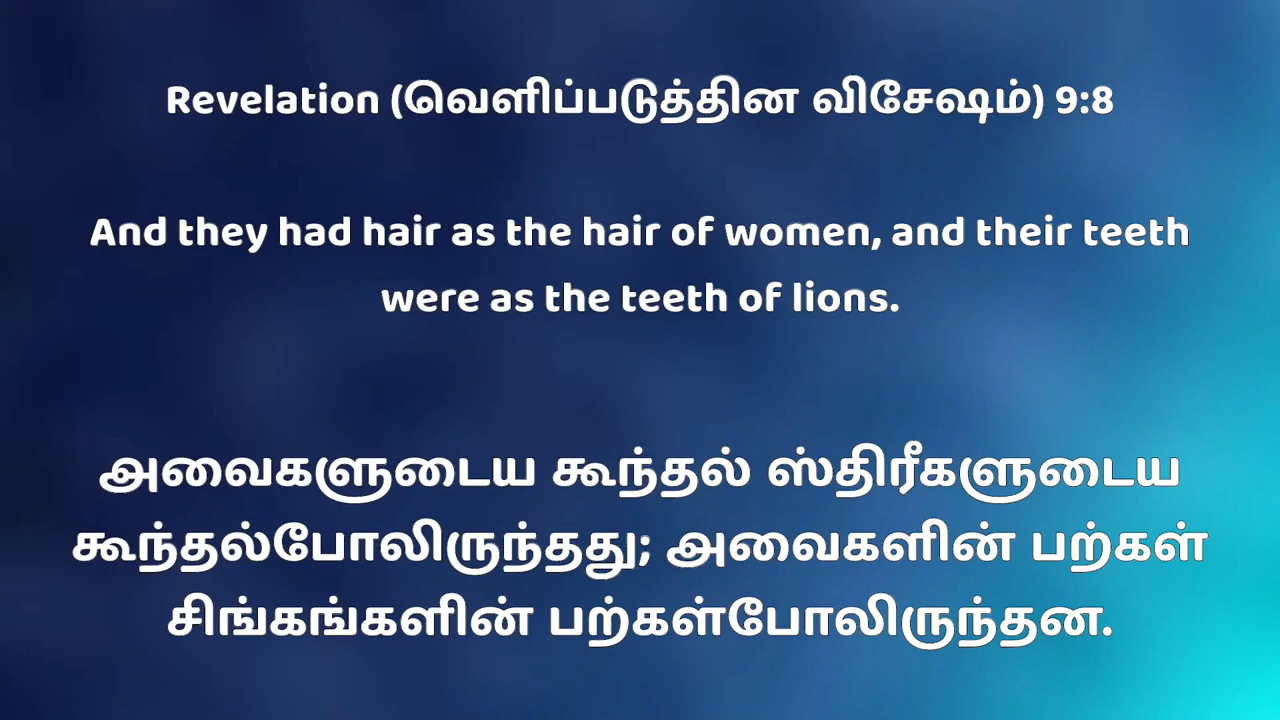 Revelation (வெளிப்படுத்தின விசேஷம்) 9:8
And they had hair as the hair of women, and their teeth
were as the teeth of lions.
அவைகளுடைய கூந்தல் ஸ்திரீகளுடைய
கூந்தல்போலிருந்தது; அவைகளின் பற்கள்
சிங்கங்களின் பற்கள்போலிருந்தன.